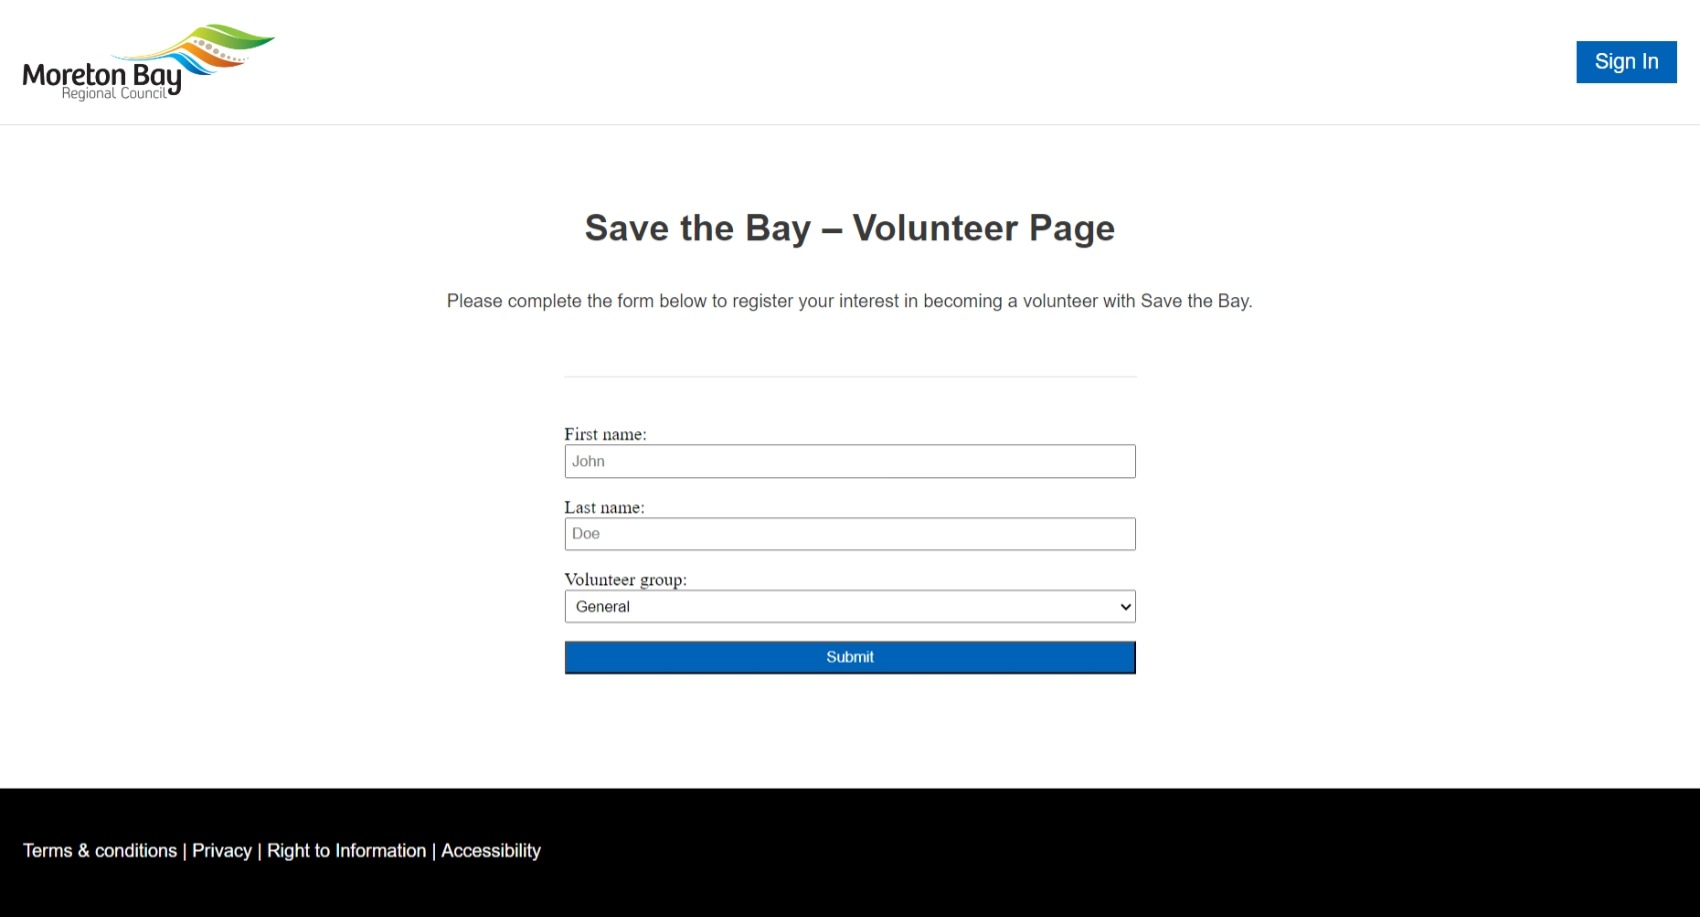 Moreton Bay
Regional Council
Sign In
Save the Bay – Volunteer Page
Please complete the form below to register your interest in becoming a volunteer with Save the Bay.
First name:
John
Last name:
Doe
Volunteer group:
General
Submit
Terms & conditions | Privacy | Right to Information | Accessibility